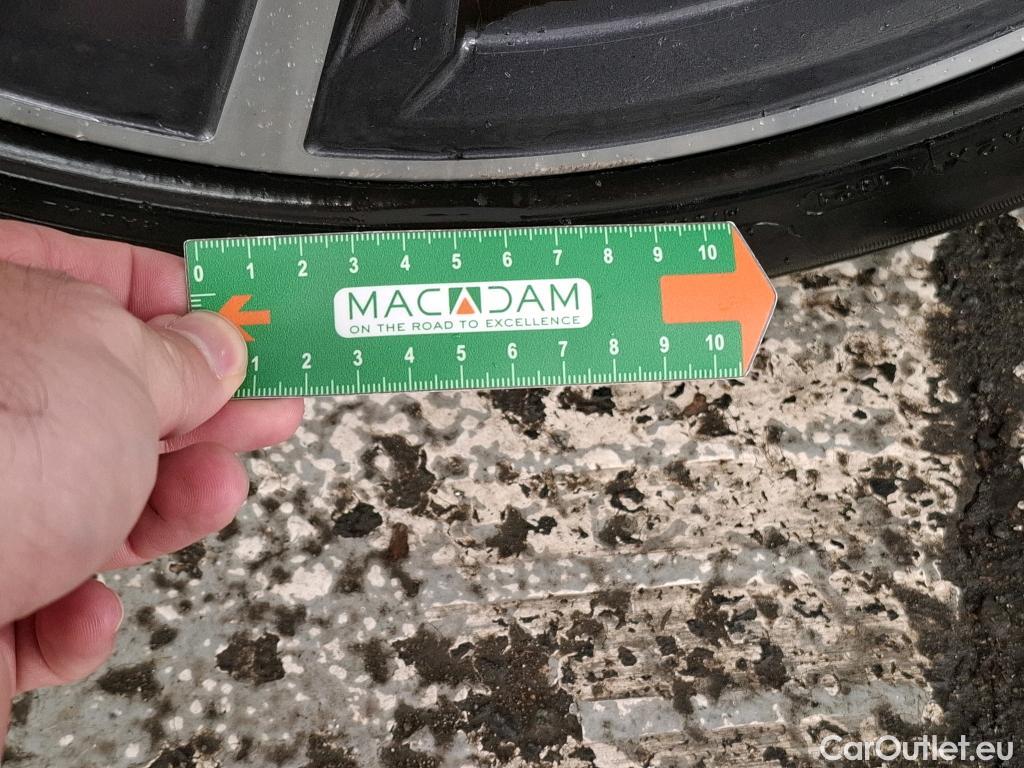 0 1 2 3 4 5 6 7 8 9 10
MACADAM
ON THE ROAD TO EXCELLENCE
1 2 3 4 5 6 7 8 9 10
CarOutlet.eu